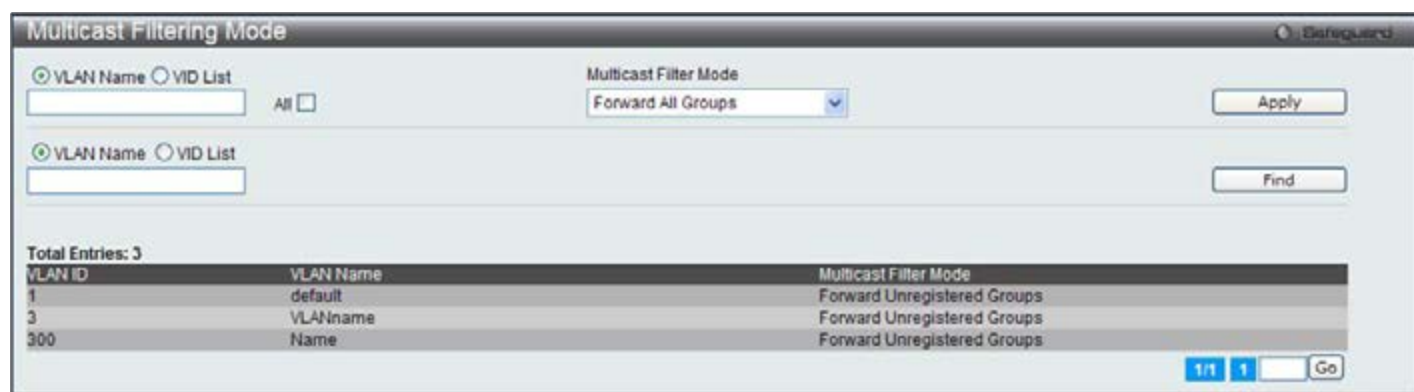 Multicast Filtering Mode
Safeguard
VLAN Name VID List
Multicast Filter Mode
All
Forward All Groups
Apply
VLAN Name VID List
Find
Total Entries: 3
VLAN ID VLAN Name Multicast Filter Mode
1 default Forward Unregistered Groups
3 VLANname Forward Unregistered Groups
300 Name Forward Unregistered Groups
1/1 1 Go